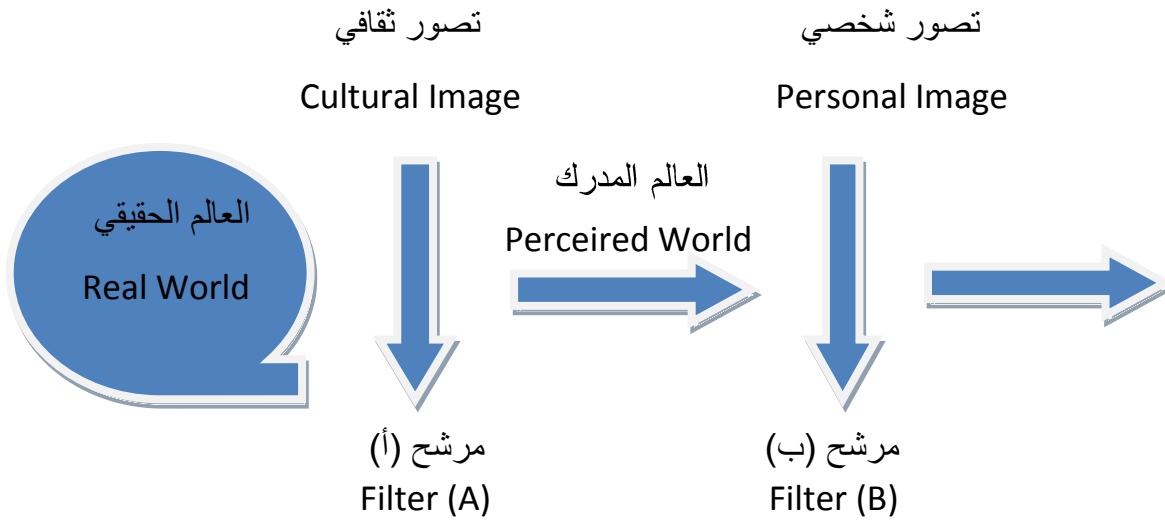 تصور ثقافي
Cultural Image
تصور شخصي
Personal Image
العالم الحقيقي
Real World
العالم المدرك
Perceired World
مرشح (أ)
Filter (A)
مرشح (ب)
Filter (B)